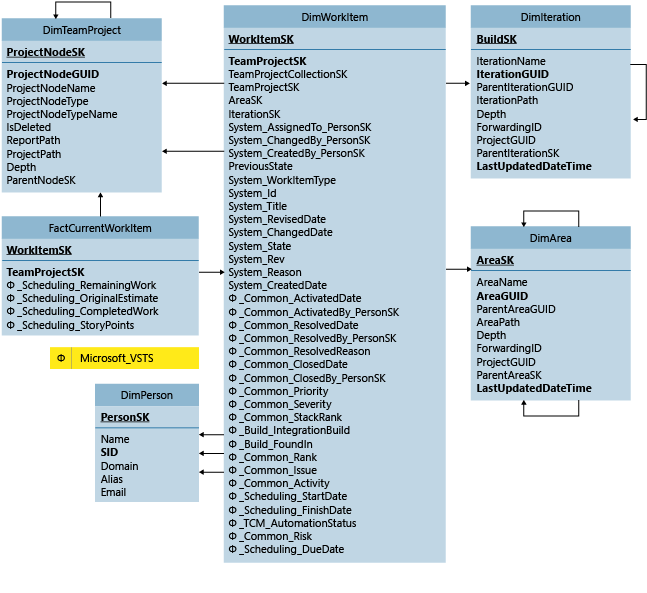 DimTeamProject
ProjectNodeSK
ProjectNodeGUID
ProjectNodeName
ProjectNodeType
ProjectNodeTypeName
IsDeleted
ReportPath
ProjectPath
Depth
ParentNodeSK
FactCurrentWorkItem
WorkItemSK
TeamProjectSK
Φ _Scheduling_RemainingWork
Φ _Scheduling_OriginalEstimate
Φ _Scheduling_CompletedWork
Φ _Scheduling_StoryPoints
Φ Microsoft_VSTS
DimPerson
PersonSK
Name
SID
Domain
Alias
Email
DimWorkItem
WorkItemSK
TeamProjectSK
TeamProjectCollectionSK
TeamProjectSK
AreaSK
IterationSK
System_AssignedTo_PersonSK
System_ChangedBy_PersonSK
System_CreatedBy_PersonSK
PreviousState
System_WorkItemType
System_Id
System_Title
System_RevisedDate
System_ChangedDate
System_State
System_Rev
System_Reason
System_CreatedDate
Φ _Common_ActivatedDate
Φ _Common_ActivatedBy_PersonSK
Φ _Common_ResolvedDate
Φ _Common_ResolvedBy_PersonSK
Φ _Common_ResolvedReason
Φ _Common_ClosedDate
Φ _Common_ClosedBy_PersonSK
Φ _Common_Priority
Φ _Common_Severity
Φ _Common_StackRank
Φ _Build_IntegrationBuild
Φ _Build_FoundIn
Φ _Common_Rank
Φ _Common_Issue
Φ _Common_Activity
Φ _Scheduling_StartDate
Φ _Scheduling_FinishDate
Φ _TCM_AutomationStatus
Φ _Common_Risk
Φ _Scheduling_DueDate
DimIteration
BuildSK
IterationName
IterationGUID
ParentIterationGUID
IterationPath
Depth
ForwardingID
ProjectGUID
ParentIterationSK
LastUpdatedDateTime
DimArea
AreaSK
AreaName
AreaGUID
ParentAreaGUID
AreaPath
Depth
ForwardingID
ProjectGUID
ParentAreaSK
LastUpdatedDateTime